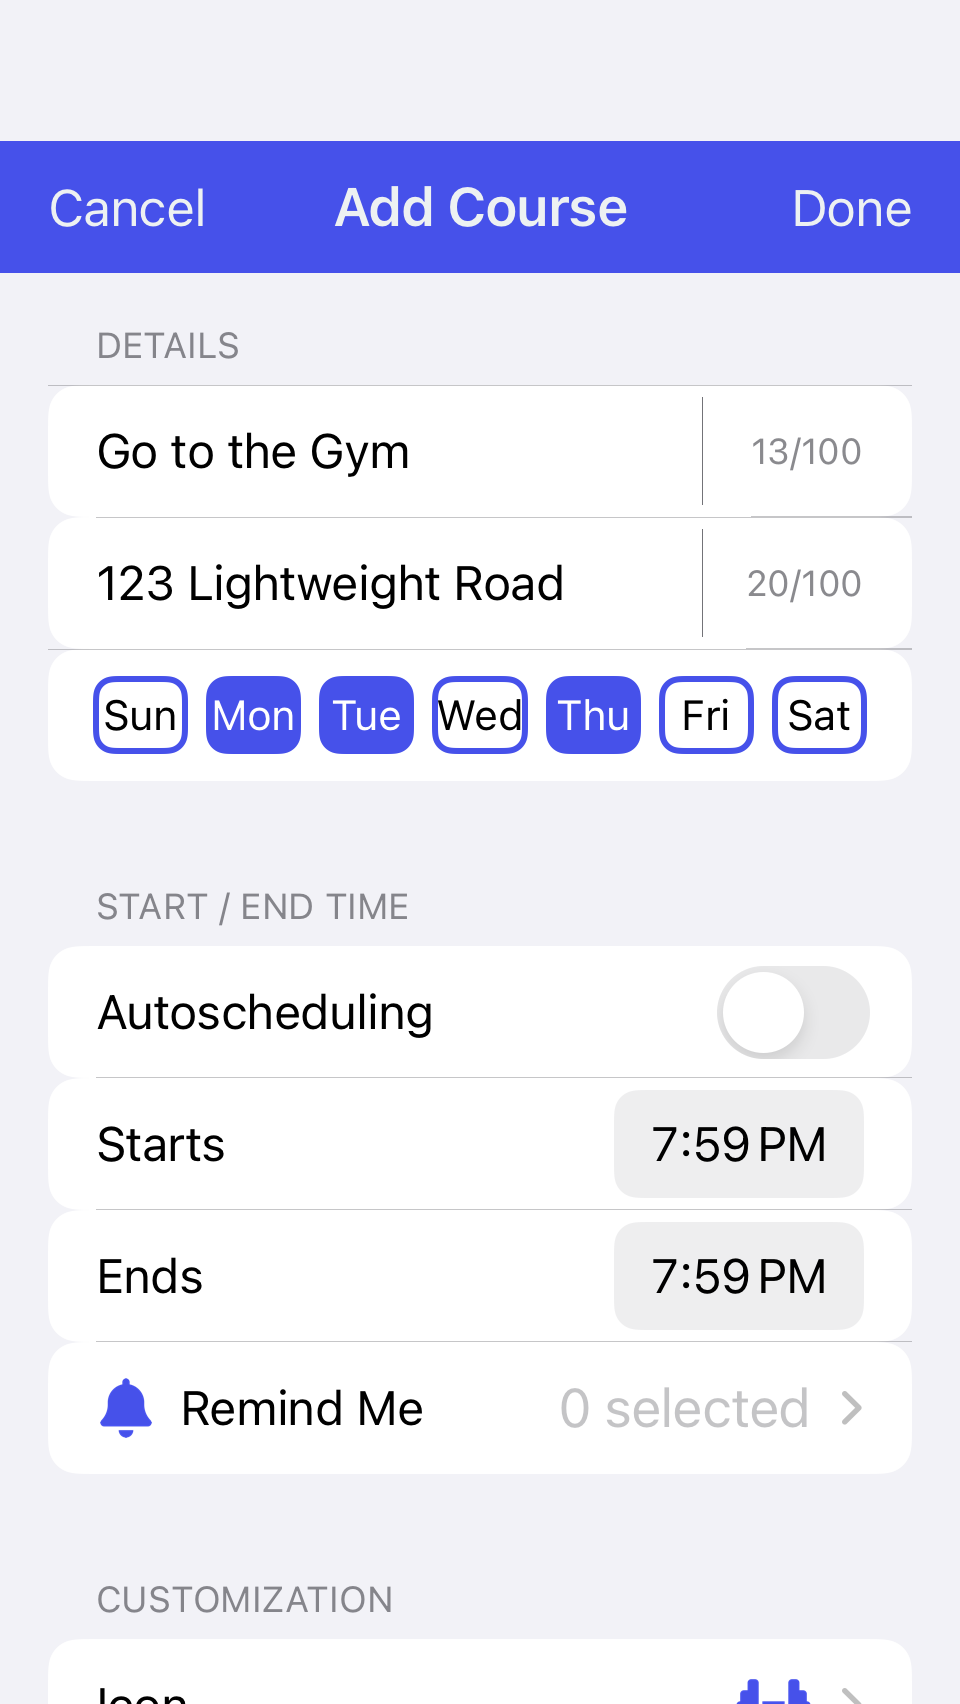 Cancel Add Course Done
DETAILS
Go to the Gym 13/100
123 Lightweight Road 20/100
Sun Mon Tue Wed Thu Fri Sat
START / END TIME
Autoscheduling
Starts 7:59 PM
Ends 7:59 PM
Remind Me 0 selected
CUSTOMIZATION
Icon